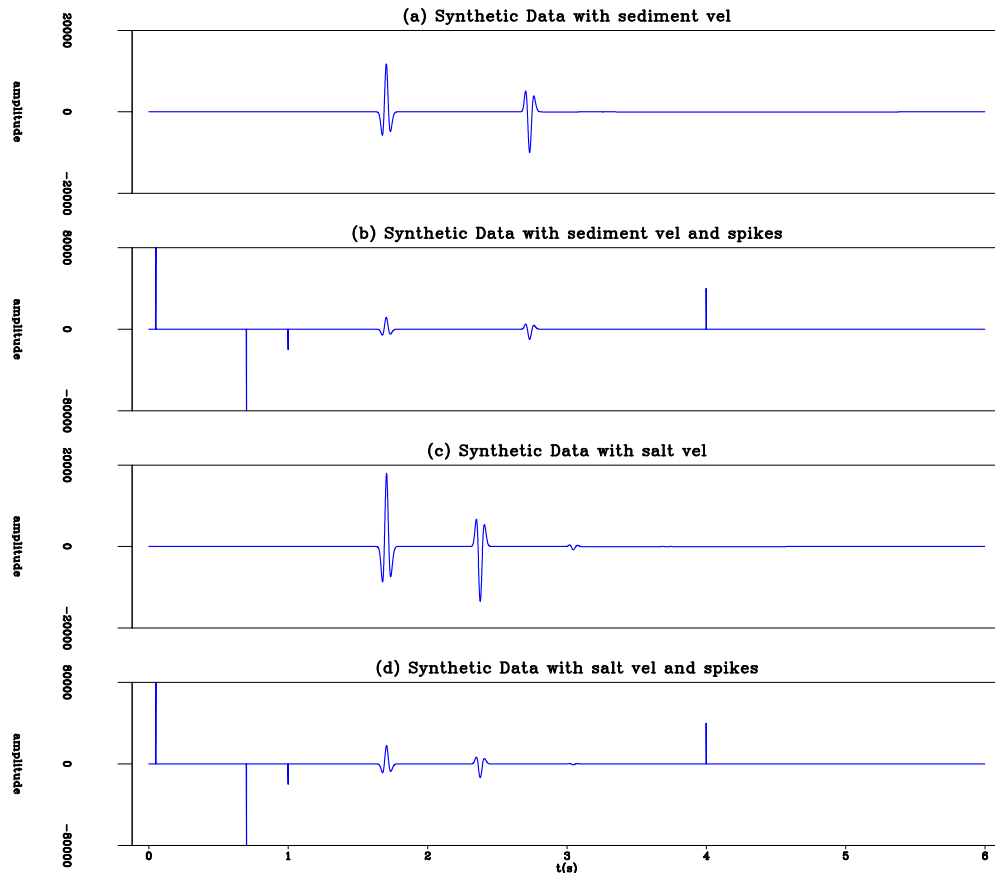 (a) Synthetic Data with sediment vel
20000
0
-20000
amplitude
(b) Synthetic Data with sediment vel and spikes
80000
0
-80000
amplitude
(c) Synthetic Data with salt vel
20000
0
-20000
amplitude
(d) Synthetic Data with salt vel and spikes
80000
0
-80000
amplitude
0 1 2 3 4 5 6
t(s)